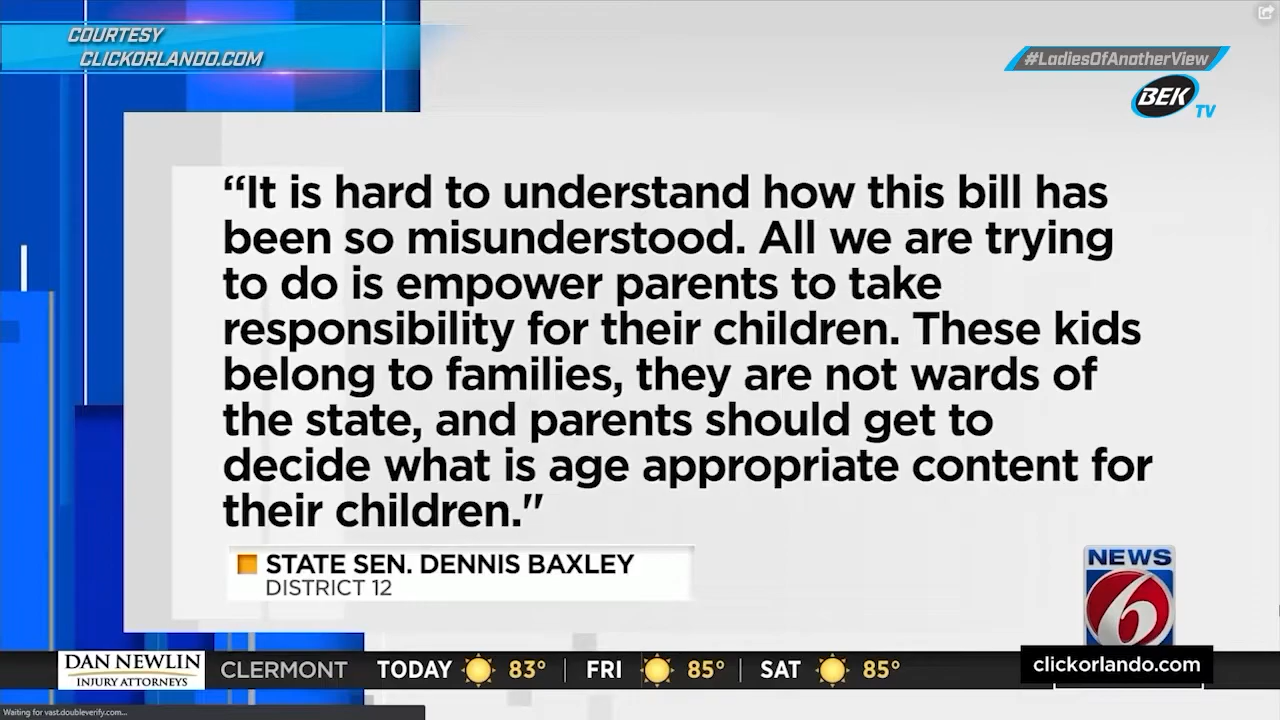 COURTESY
CLICKORLANDO.COM
#LadiesOfAnotherView
BEK TV
“It is hard to understand how this bill has
been so misunderstood. All we are trying
to do is empower parents to take
responsibility for their children. These kids
belong to families, they are not wards of
the state, and parents should get to
decide what is age appropriate content for
their children."
STATE SEN. DENNIS BAXLEY
DISTRICT 12
NEWS
6
DAN NEWLIN
INJURY ATTORNEYS
CLERMONT TODAY 83° FRI 85° SAT 85°
clickorlando.com
Waiting for vast.doubleverify.com...